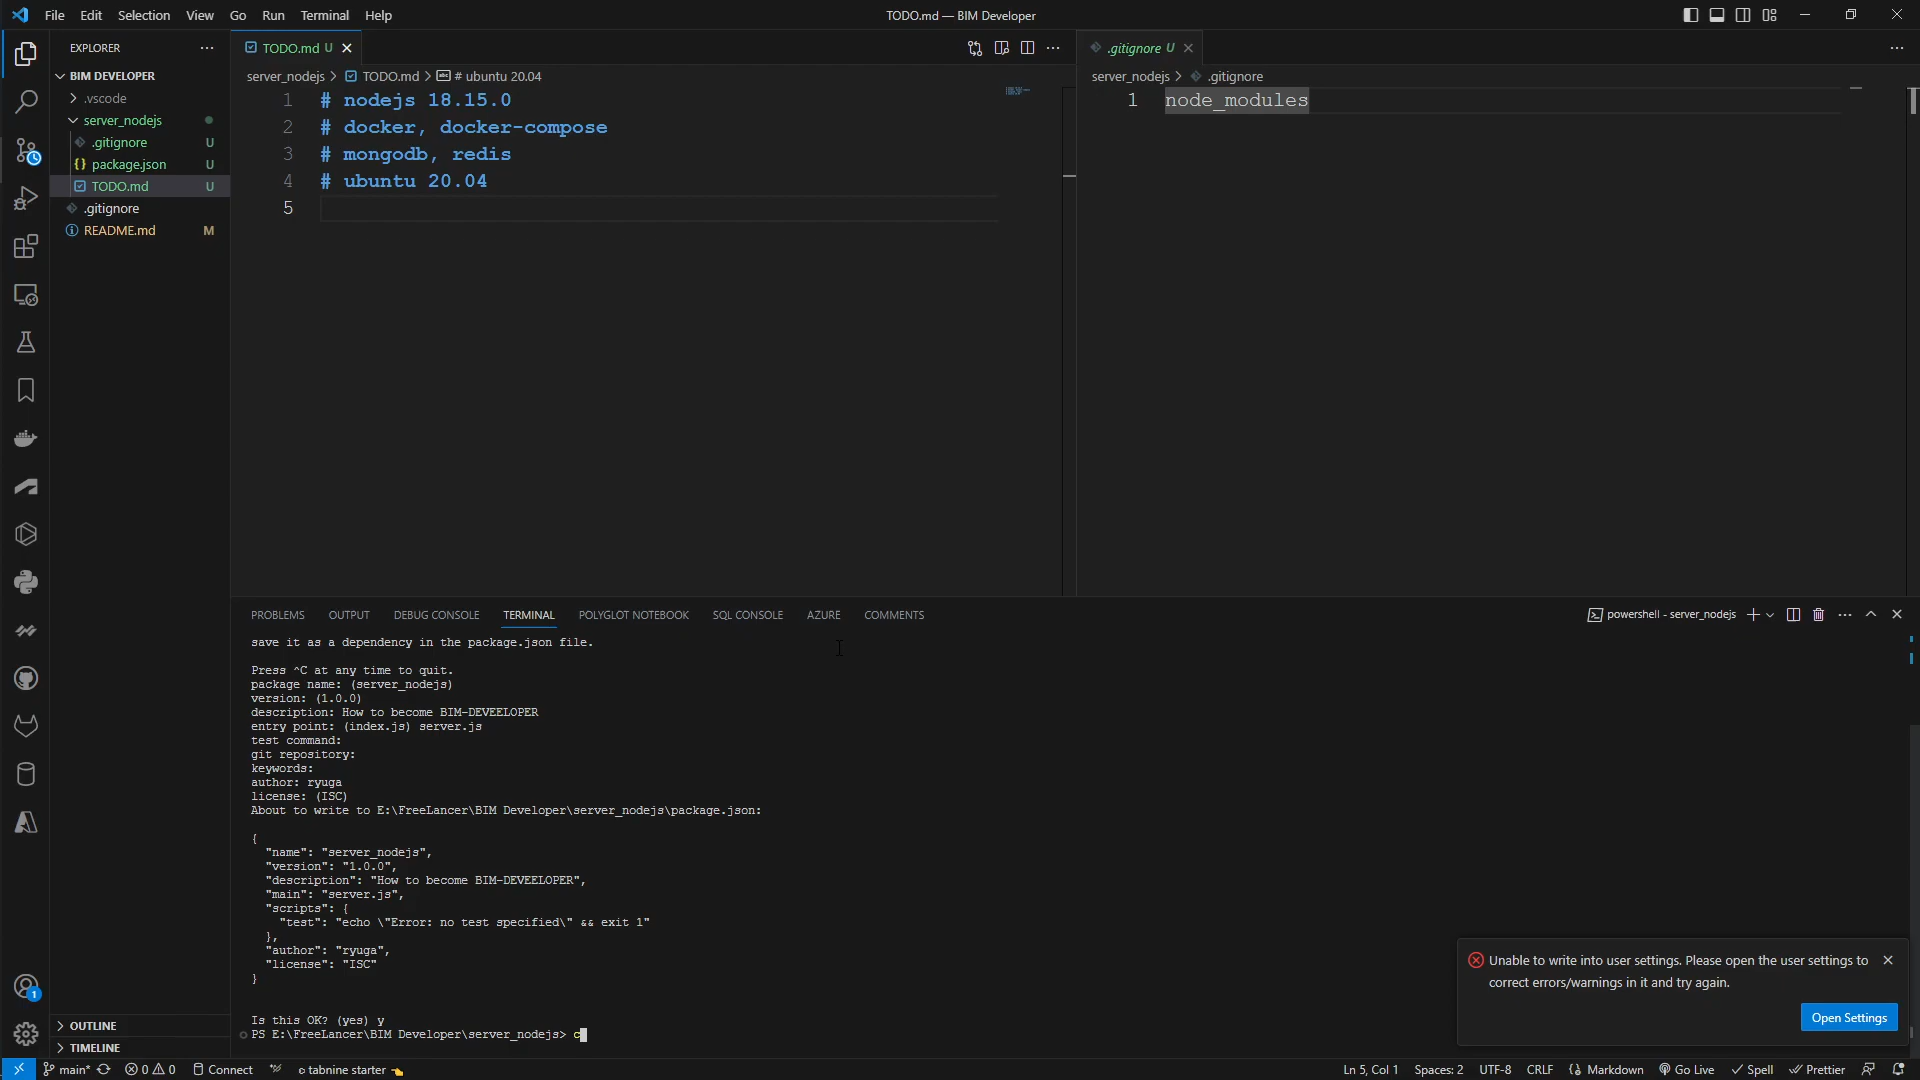 File Edit Selection View Go Run Terminal Help
TODO.md — BIM Developer
EXPLORER
BIM DEVELOPER
.vscode
server_nodejs
.gitignore U
package.json U
TODO.md U
.gitignore
README.md M
OUTLINE
TIMELINE
TODO.md U
server_nodejs > TODO.md > # ubuntu 20.04
1 # nodejs 18.15.0
2 # docker, docker-compose
3 # mongodb, redis
4 # ubuntu 20.04
5
.gitignore U
server_nodejs > .gitignore
1 node_modules
PROBLEMS OUTPUT DEBUG CONSOLE TERMINAL POLYGLOT NOTEBOOK SQL CONSOLE AZURE COMMENTS
powershell - server_nodejs
save it as a dependency in the package.json file.
Press ^C at any time to quit.
package name: (server_nodejs)
version: (1.0.0)
description: How to become BIM-DEVEELOPER
entry point: (index.js) server.js
test command:
git repository:
keywords:
author: ryuga
license: (ISC)
About to write to E:\FreeLancer\BIM Developer\server_nodejs\package.json:
{
"name": "server_nodejs",
"version": "1.0.0",
"description": "How to become BIM-DEVEELOPER",
"main": "server.js",
"scripts": {
"test": "echo \"Error: no test specified\" && exit 1"
},
"author": "ryuga",
"license": "ISC"
}
Is this OK? (yes) y
PS E:\FreeLancer\BIM Developer\server_nodejs> c
Unable to write into user settings. Please open the user settings to
correct errors/warnings in it and try again.
Open Settings
1
main* 0 0 Connect tabnine starter
Ln 5, Col 1 Spaces: 2 UTF-8 CRLF Markdown Go Live Spell Prettier